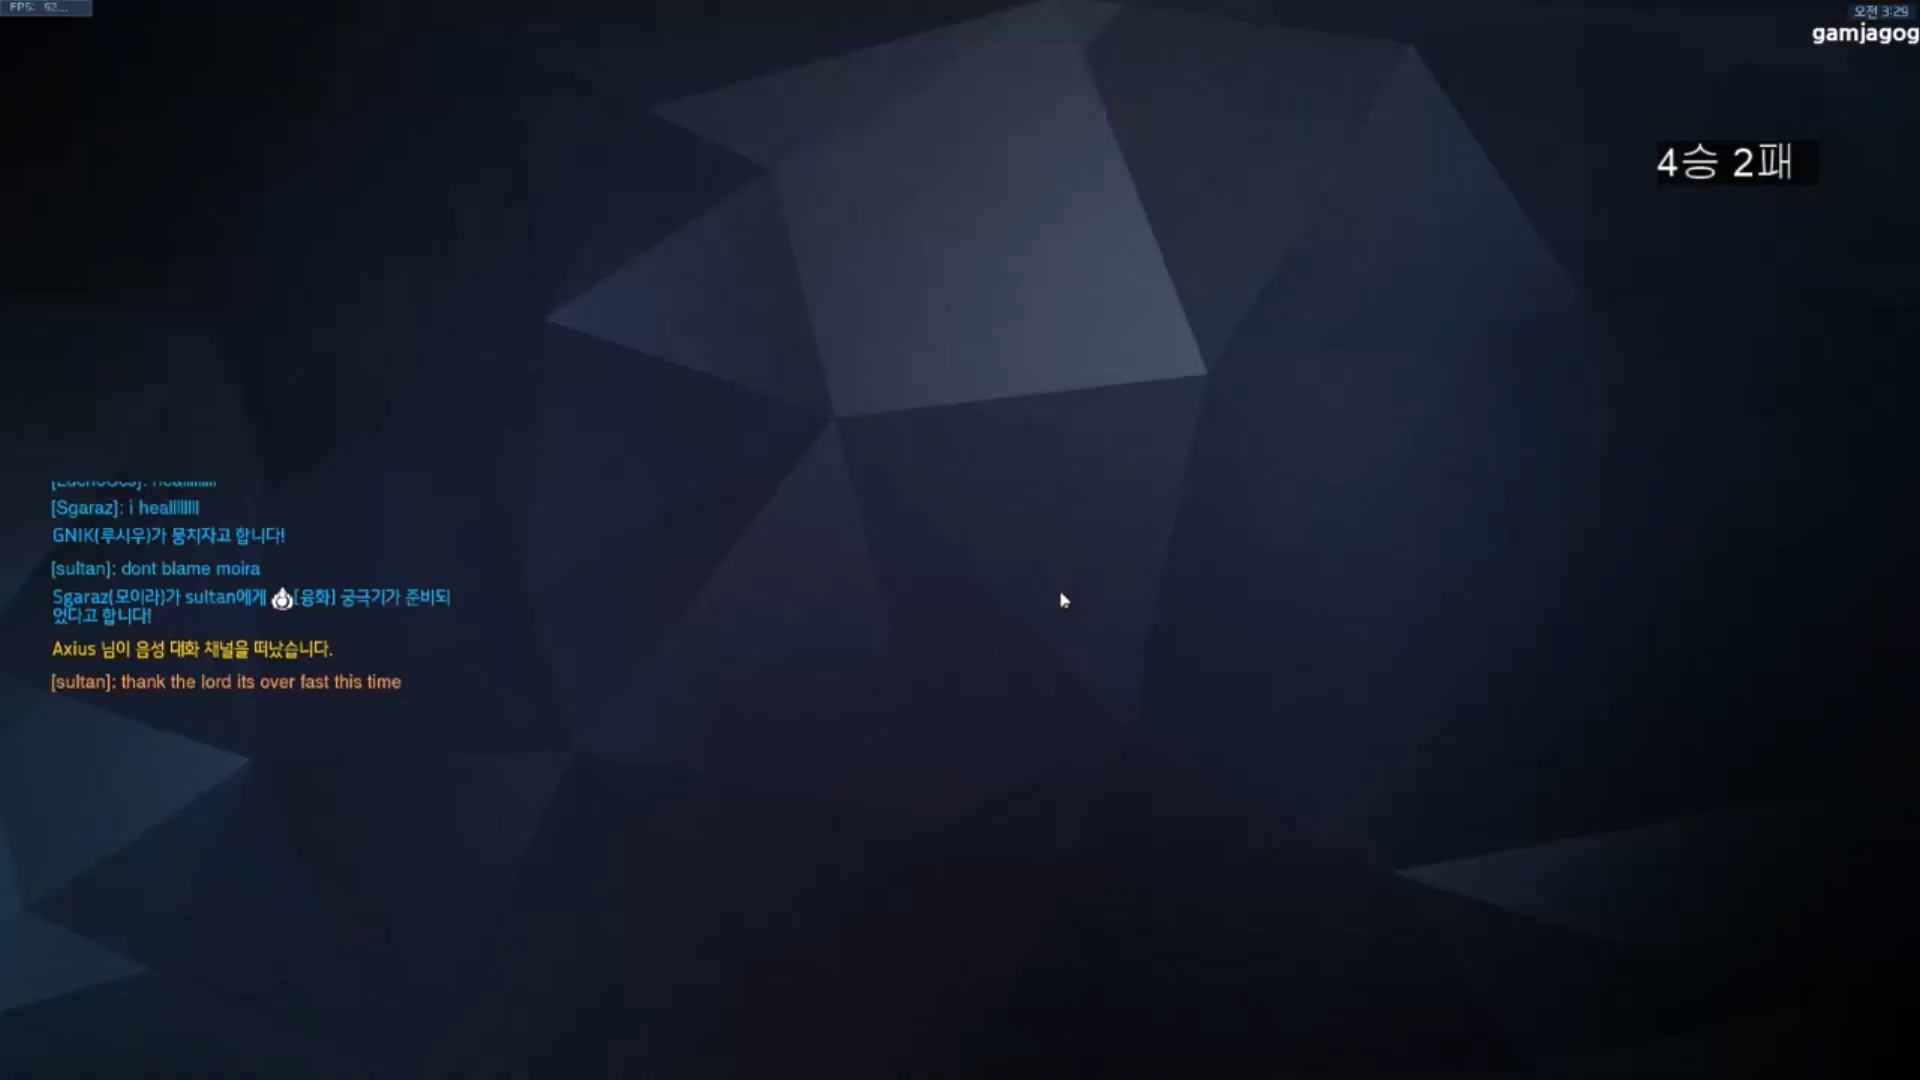 FPS:
오전 3:29
gamjagog
4승 2패
[Sgaraz]: i healllllllll
GNIK(루시우)가 뭉치자고 합니다!
[sultan]: dont blame moira
Sgaraz(모이라)가 sultan에게 [융화] 궁극기가 준비되
었다고 합니다!
Axius 님이 음성 대화 채널을 떠났습니다.
[sultan]: thank the lord its over fast this time